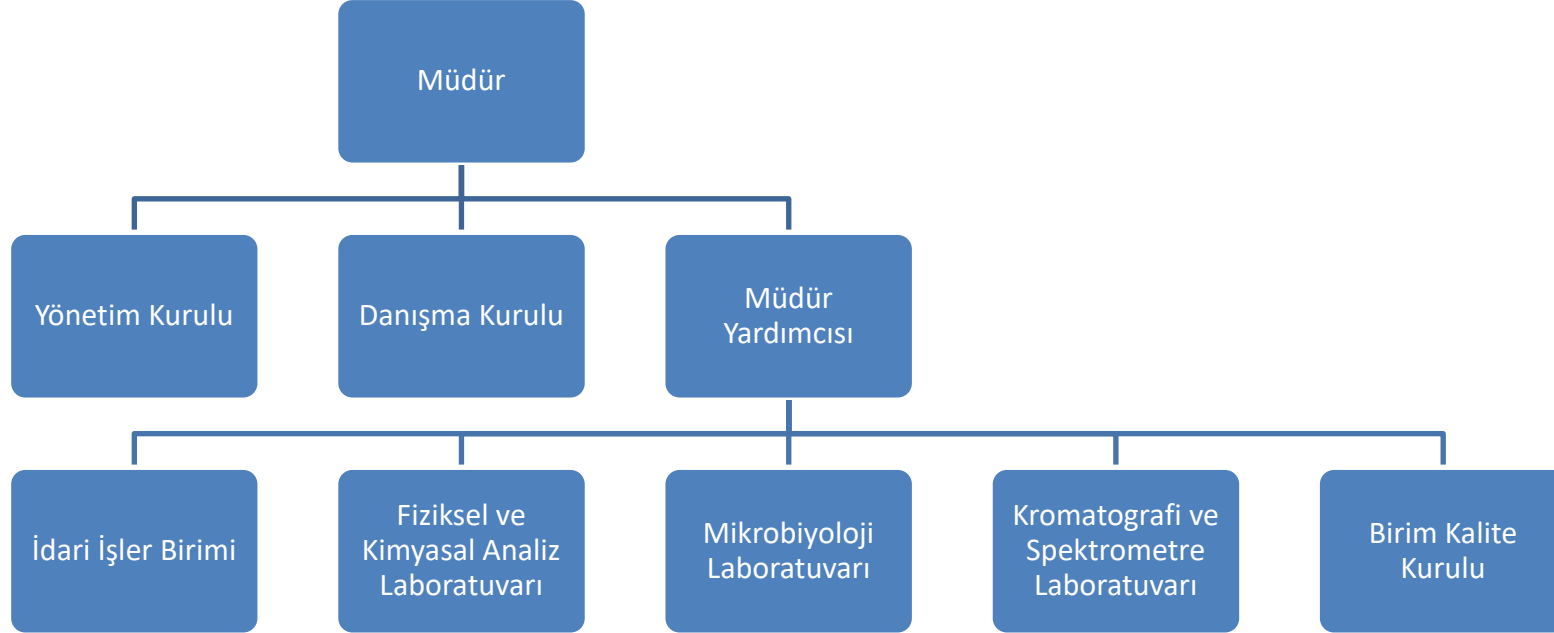 Müdür
Yönetim Kurulu
Danışma Kurulu
Müdür
Yardımcısı
İdari İşler Birimi
Fiziksel ve
Kimyasal Analiz
Laboratuvarı
Mikrobiyoloji
Laboratuvarı
Kromatografi ve
Spektrometre
Laboratuvarı
Birim Kalite
Kurulu